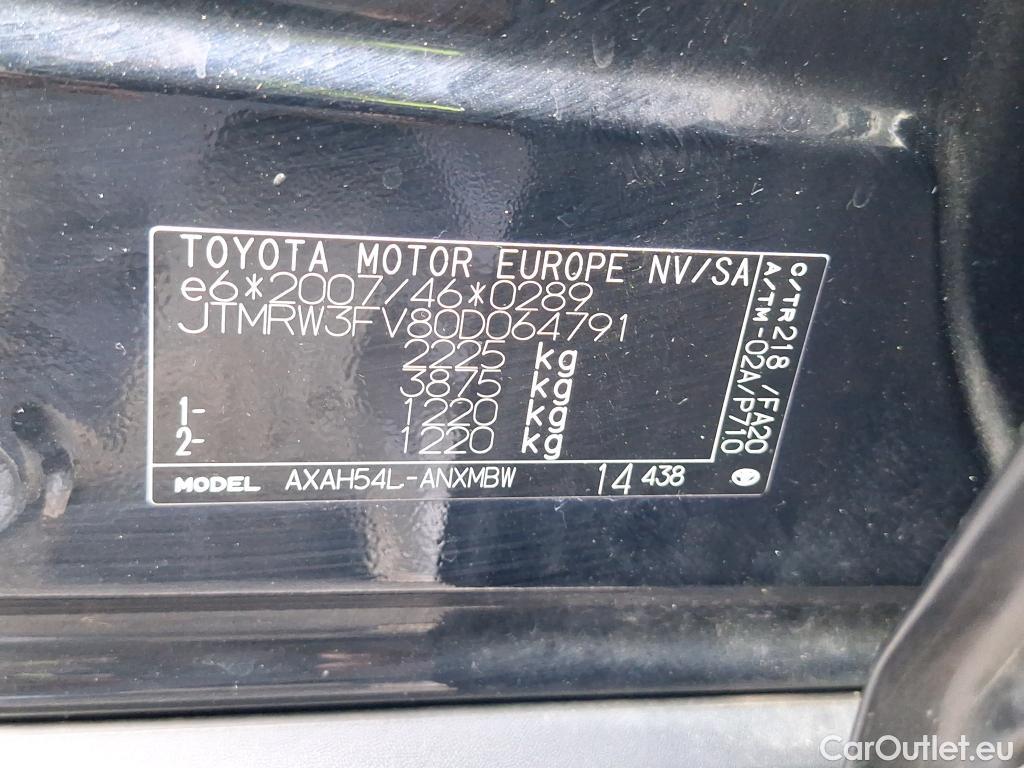 TOYOTA MOTOR EUROPE NV/SA
e6*2007/46*0289
JTMRW3FV80D064791
2225 kg
3875 kg
1- 1220 kg
2- 1220 kg
MODEL AXAH54L-ANXMBW 14 438
C/TR218 /FA20
A/TM-02A/P710
CarOutlet.eu